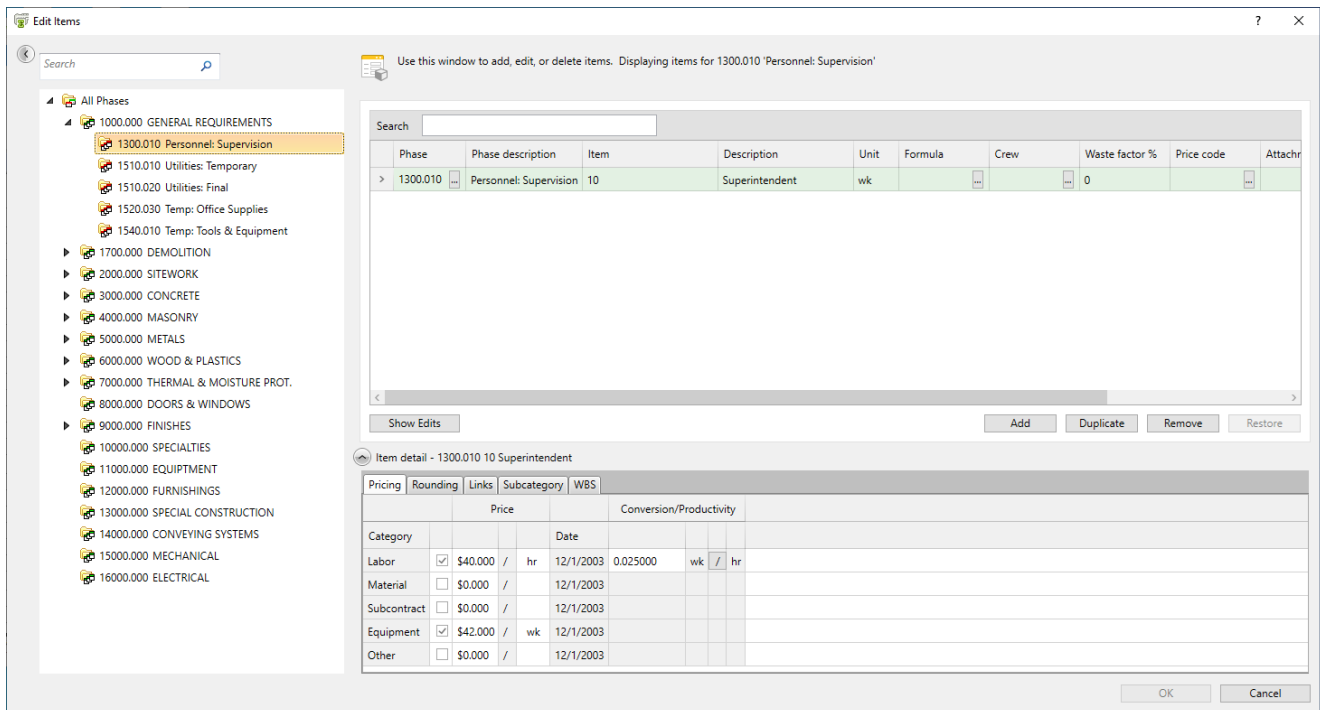 Edit Items
? ×
Search
Use this window to add, edit, or delete items. Displaying items for 1300.010 'Personnel: Supervision'
All Phases
1000.000 GENERAL REQUIREMENTS
1300.010 Personnel: Supervision
1510.010 Utilities: Temporary
1510.020 Utilities: Final
1520.030 Temp: Office Supplies
1540.010 Temp: Tools & Equipment
1700.000 DEMOLITION
2000.000 SITEWORK
3000.000 CONCRETE
4000.000 MASONRY
5000.000 METALS
6000.000 WOOD & PLASTICS
7000.000 THERMAL & MOISTURE PROT.
8000.000 DOORS & WINDOWS
9000.000 FINISHES
10000.000 SPECIALTIES
11000.000 EQUIPTMENT
12000.000 FURNISHINGS
13000.000 SPECIAL CONSTRUCTION
14000.000 CONVEYING SYSTEMS
15000.000 MECHANICAL
16000.000 ELECTRICAL
Search
Phase Phase description Item Description Unit Formula Crew Waste factor % Price code Attachr
> 1300.010 ... Personnel: Supervision 10 Superintendent wk ... ... 0 ...
Show Edits Add Duplicate Remove Restore
Item detail - 1300.010 10 Superintendent
Pricing Rounding Links Subcategory WBS
Price Conversion/Productivity
Category Date
Labor $40.000 / hr 12/1/2003 0.025000 wk / hr
Material $0.000 / 12/1/2003
Subcontract $0.000 / 12/1/2003
Equipment $42.000 / wk 12/1/2003
Other $0.000 / 12/1/2003
OK Cancel